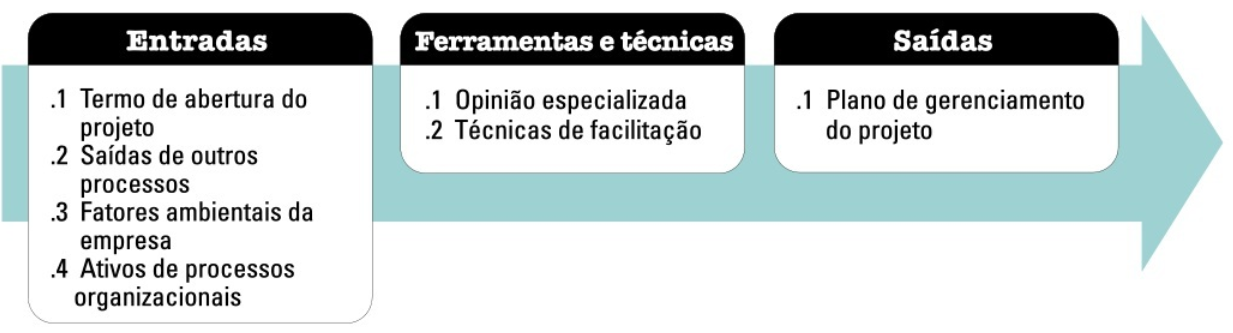 Entradas
.1 Termo de abertura do
projeto
.2 Saídas de outros
processos
.3 Fatores ambientais da
empresa
.4 Ativos de processos
organizacionais
Ferramentas e técnicas
.1 Opinião especializada
.2 Técnicas de facilitação
Saídas
.1 Plano de gerenciamento
do projeto